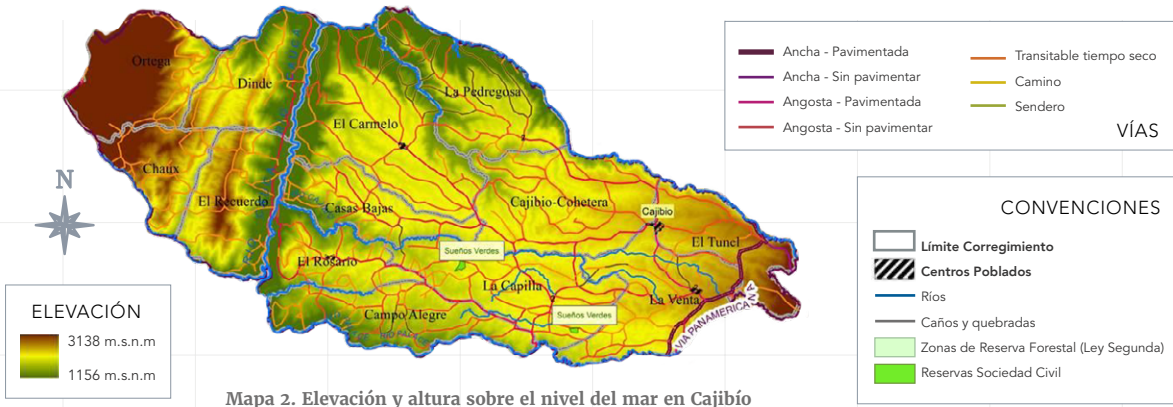 Ortega
Dinde
La Pedregosa
El Carmelo
Chaux
El Recuerdo
Casas Bajas
Cajibio-Cohetera
Cajibio
El Tunel
Sueños Verdes
El Rosario
La Capilla
La Venta
Campo Alegre
Sueños Verdes
VIA PANAMERICANA
N
ELEVACIÓN
3138 m.s.n.m
1156 m.s.n.m
Ancha - Pavimentada
Ancha - Sin pavimentar
Angosta - Pavimentada
Angosta - Sin pavimentar
Transitable tiempo seco
Camino
Sendero
VÍAS
CONVENCIONES
Límite Corregimiento
Centros Poblados
Ríos
Caños y quebradas
Zonas de Reserva Forestal (Ley Segunda)
Reservas Sociedad Civil
Mapa 2. Elevación y altura sobre el nivel del mar en Cajibío